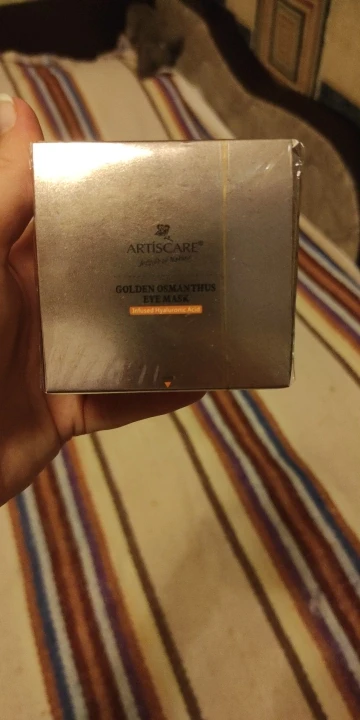 ARTISCARE®
GOLDEN OSMANTHUS
EYE MASK
Infused Hyaluronic Acid